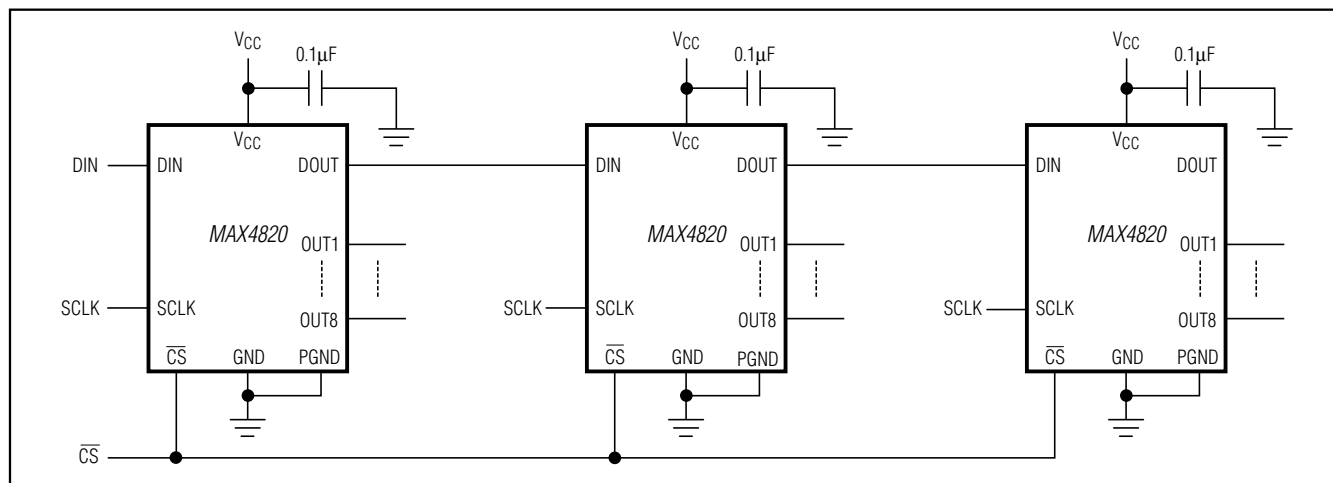 VCC VCC VCC
0.1µF 0.1µF 0.1µF
VCC VCC VCC
DIN DIN DOUT DIN DOUT DIN DOUT
MAX4820 OUT1 MAX4820 OUT1 MAX4820 OUT1
SCLK SCLK OUT8 SCLK SCLK OUT8 SCLK SCLK OUT8
CS GND PGND CS GND PGND CS GND PGND
CS